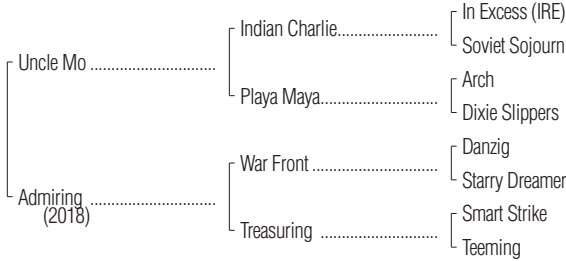 In Excess (IRE)
Indian Charlie..........................
Soviet Sojourn
Uncle Mo ................................
Arch
Playa Maya..............................
Dixie Slippers
Danzig
War Front ................................
Starry Dreamer
Admiring ................................
(2018)
Smart Strike
Treasuring ..............................
Teeming